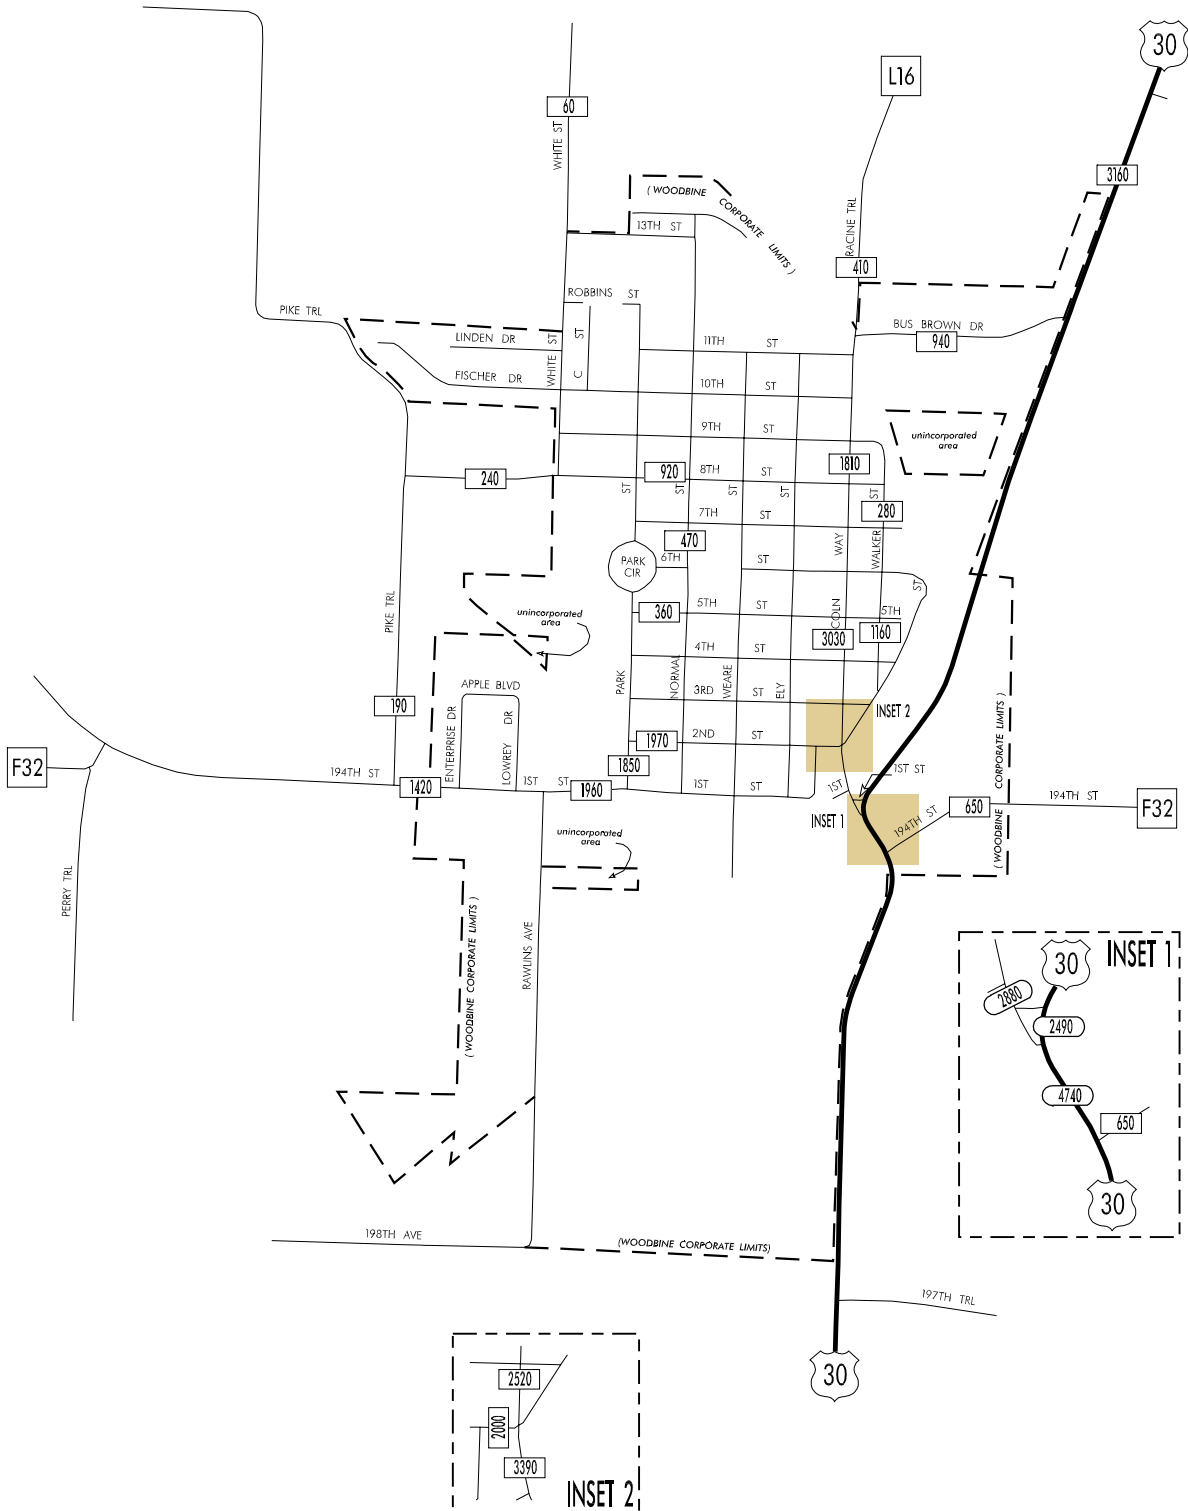 30
L16
60
WHITE ST
3160
( WOODBINE CORPORATE LIMITS )
13TH ST
RACINE TRL
410
ROBBINS ST
PIKE TRL
BUS BROWN DR
940
LINDEN DR
WHITE ST
C ST
11TH ST
FISCHER DR
10TH ST
9TH ST
unincorporated
area
240
920
8TH ST
1810
ST
ST
ST
ST
ST
7TH ST
280
470
WAY
WALKER
PARK
CIR
6TH ST
ST
PIKE TRL
unincorporated
area
360
5TH ST
COLN
5TH
3030
1160
4TH ST
PARK
NORMAL
WEARE
ELY
APPLE BLVD
3RD ST
190
INSET 2
ENTERPRISE DR
LOWREY DR
1970
2ND ST
( WOODBINE CORPORATE LIMITS )
F32
194TH ST
1420
1ST ST
1960
1850
1ST ST
1ST
1ST ST
INSET 1
194TH ST
650
194TH ST
F32
unincorporated
area
PERRY TRL
( WOODBINE CORPORATE LIMITS )
RAWLINS AVE
INSET 1
30
2880
2490
4740
650
30
198TH AVE
(WOODBINE CORPORATE LIMITS)
197TH TRL
30
2520
2000
3390
INSET 2